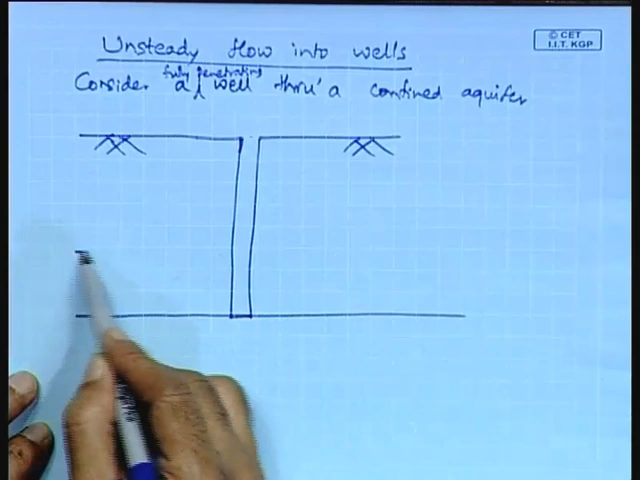 © CET
I.I.T. KGP
Unsteady flow into wells
fully penetrating
Consider a well thru' a confined aquifer